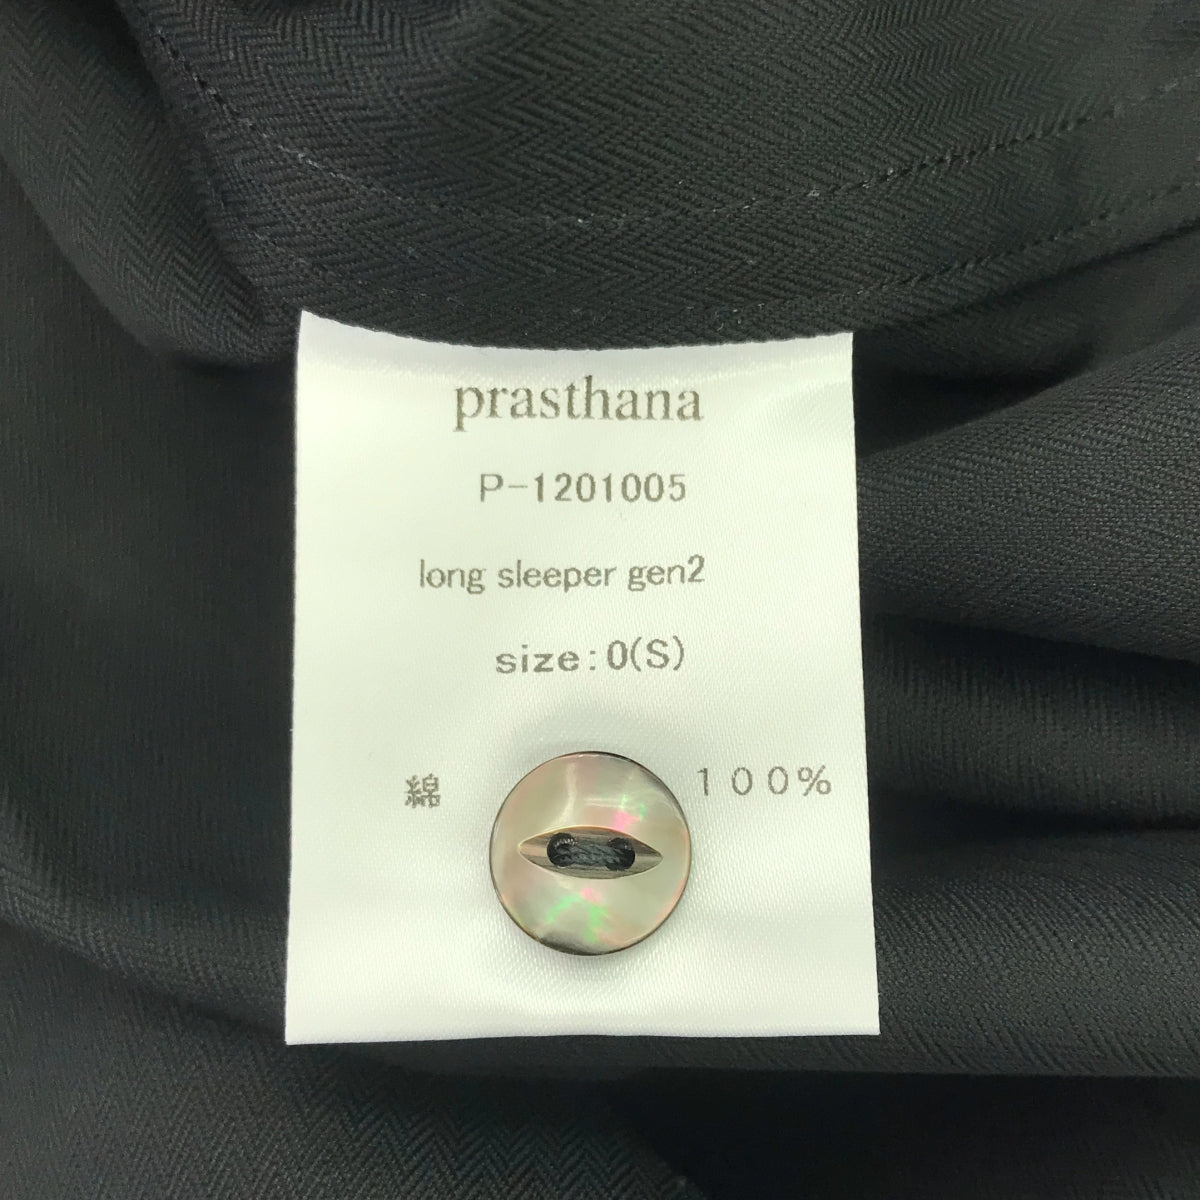 prasthana
P-1201005
long sleeper gen2
size:0(S)
綿 １００％